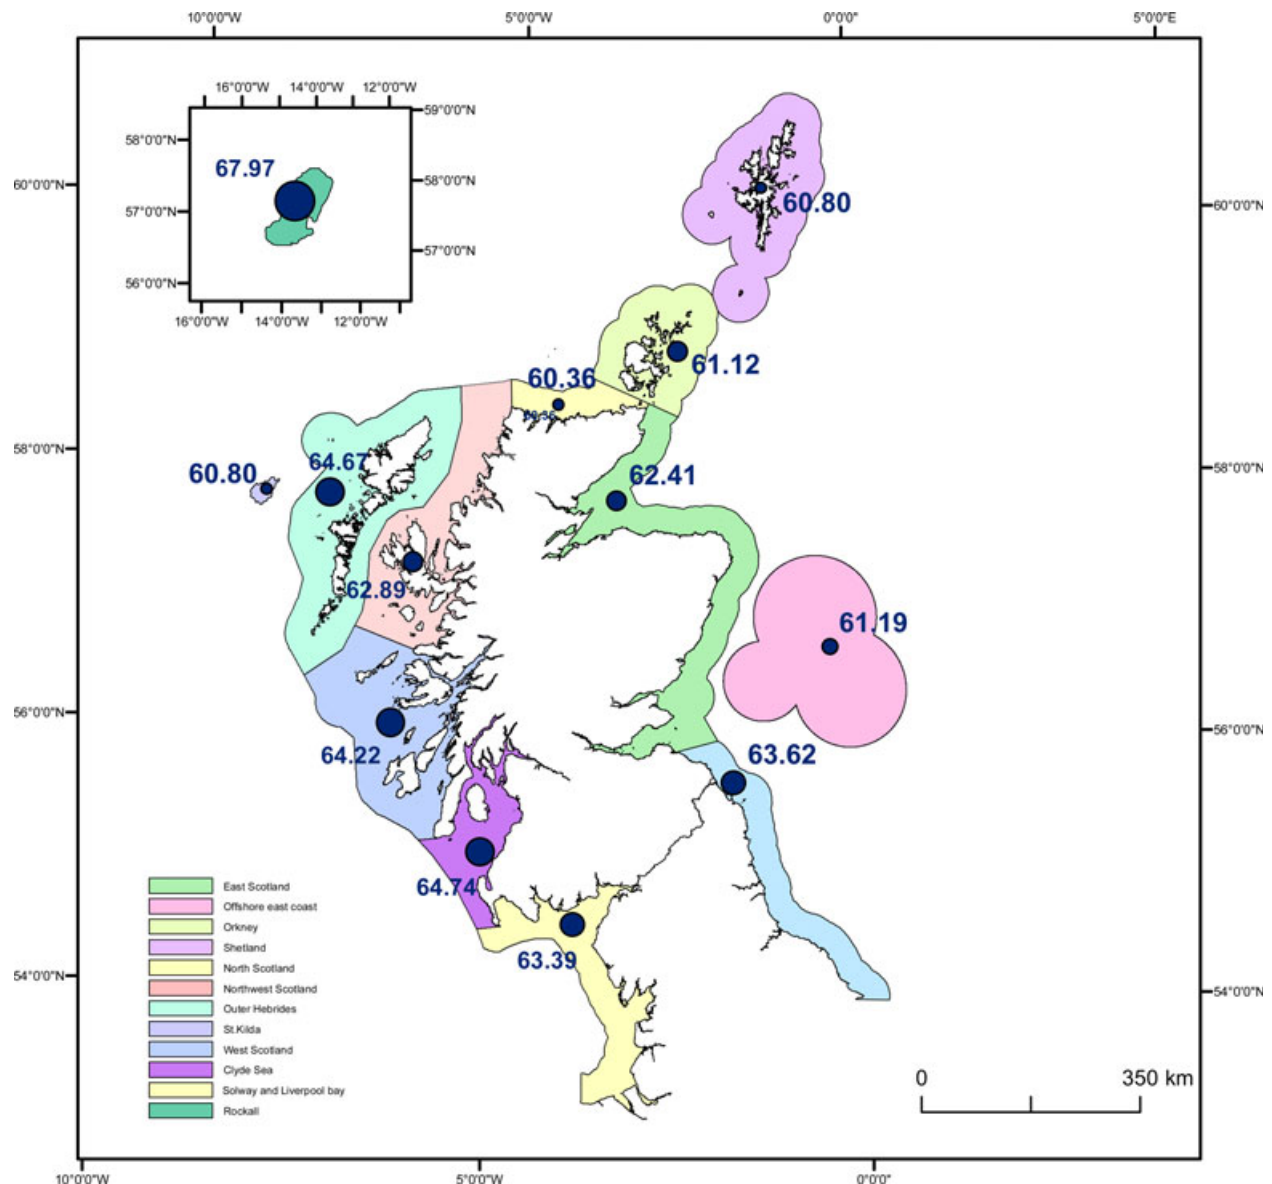 10°0'0"W 5°0'0"W 0°0'0" 5°0'0"E
16°0'0"W 14°0'0"W 12°0'0"W
59°0'0"N
58°0'0"N
67.97
58°0'0"N
60°0'0"N
57°0'0"N
60.80
60°0'0"N
57°0'0"N
56°0'0"N
16°0'0"W 14°0'0"W 12°0'0"W
61.12
60.36
58°0'0"N
64.67
60.80
62.41
58°0'0"N
62.89
61.19
56°0'0"N
56°0'0"N
64.22
63.62
64.74
63.39
East Scotland
Offshore east coast
Orkney
Shetland
North Scotland
Northwest Scotland
Outer Hebrides
St.Kilda
West Scotland
Clyde Sea
Solway and Liverpool bay
Rockall
54°0'0"N
54°0'0"N
0 350 km
10°0'0"W 5°0'0"W 0°0'0"